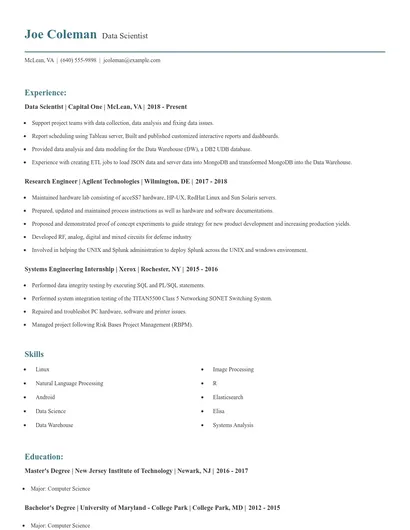 Joe Coleman Data Scientist
McLean, VA | (640) 555-9898 | jcoleman@example.com
Experience:
Data Scientist | Capital One | McLean, VA | 2018 - Present
• Support project teams with data collection, data analysis and fixing data issues.
• Report scheduling using Tableau server, Built and published customized interactive reports and dashboards.
• Provided data analysis and data modeling for the Data Warehouse (DW), a DB2 UDB database.
• Experience with creating ETL jobs to load JSON data and server data into MongoDB and transformed MongoDB into the Data Warehouse.
Research Engineer | Agilent Technologies | Wilmington, DE | 2017 - 2018
• Maintained hardware lab consisting of acceSS7 hardware, HP-UX, RedHat Linux and Sun Solaris servers.
• Prepared, updated and maintained process instructions as well as hardware and software documentations.
• Proposed and demonstrated proof of concept experiments to guide strategy for new product development and increasing production yields.
• Developed RF, analog, digital and mixed circuits for defense industry
• Involved in helping the UNIX and Splunk administration to deploy Splunk across the UNIX and windows environment.
Systems Engineering Internship | Xerox | Rochester, NY | 2015 - 2016
• Performed data integrity testing by executing SQL and PL/SQL statements.
• Performed system integration testing of the TITAN5500 Class 5 Networking SONET Switching System.
• Repaired and troubleshot PC hardware, software and printer issues
• Managed project following Risk Bases Project Management (RBPM).
Skills
• Linux
• Natural Language Processing
• Android
• Data Science
• Data Warehouse
• Image Processing
• R
• Elasticsearch
• Elisa
• Systems Analysis
Education:
Master's Degree | New Jersey Institute of Technology | Newark, NJ | 2016 - 2017
• Major: Computer Science
Bachelor's Degree | University of Maryland - College Park | College Park, MD | 2012 - 2015
• Major: Computer Science